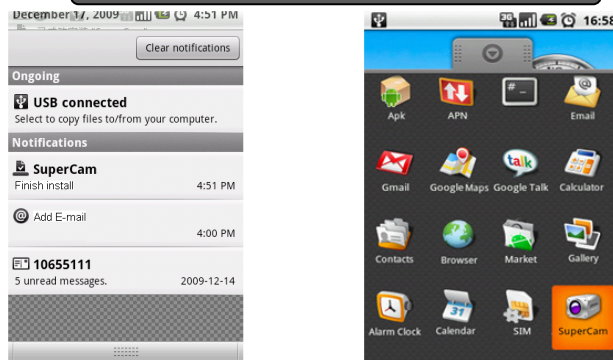 December 17, 2009
4:51 PM
Clear notifications
Ongoing
USB connected
Select to copy files to/from your computer.
Notifications
SuperCam
Finish install 4:51 PM
Add E-mail
4:00 PM
10655111
5 unread messages. 2009-12-14
3G 16:58
# _
Apk APN Email
talk
Gmail Google Maps Google Talk Calculator
Contacts Browser Market Gallery
31
Alarm Clock Calendar SIM SuperCam